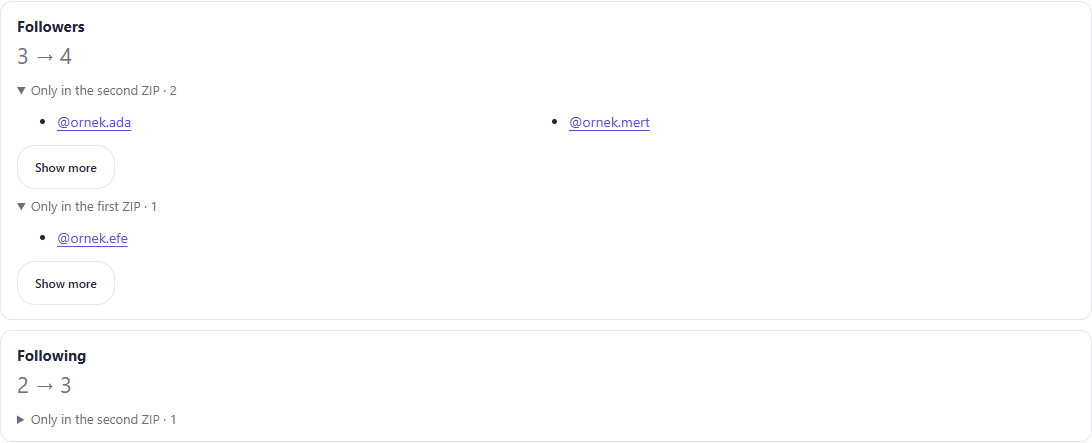 Followers
3 → 4
▼ Only in the second ZIP · 2
• @ornek.ada • @ornek.mert
Show more
▼ Only in the first ZIP · 1
• @ornek.efe
Show more
Following
2 → 3
▶ Only in the second ZIP · 1